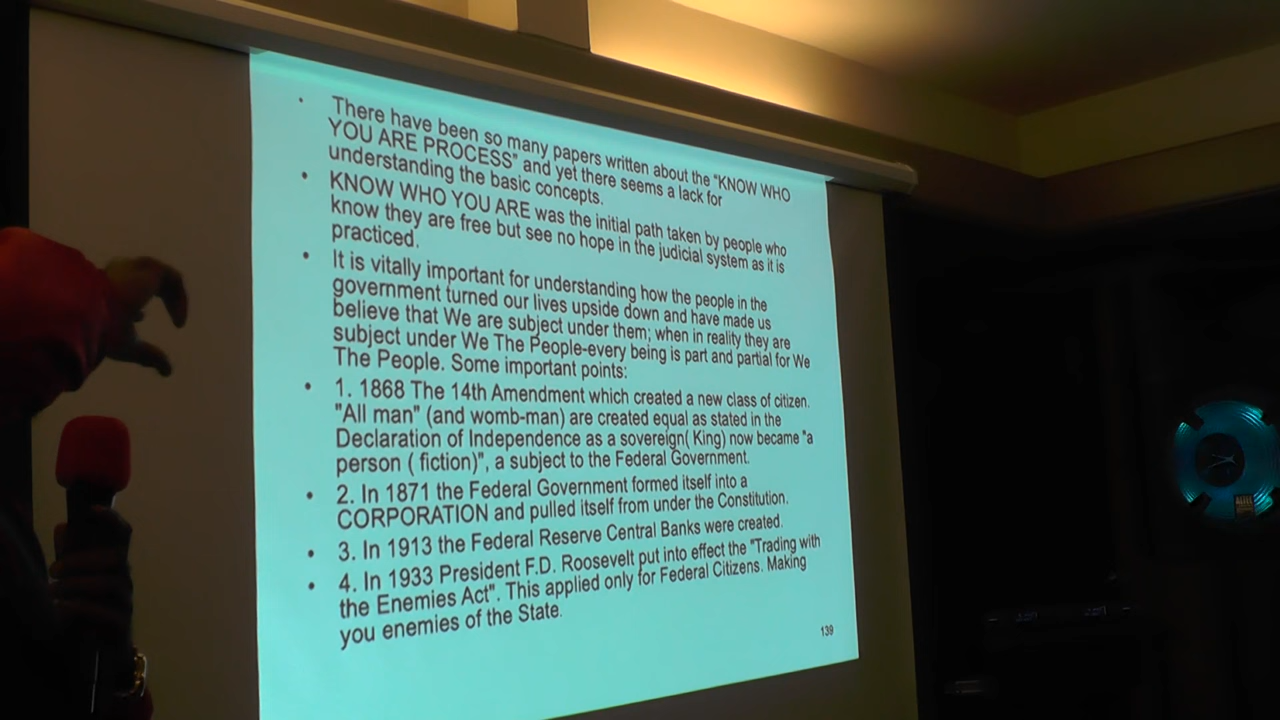 • There have been so many papers written about the "KNOW WHO
YOU ARE PROCESS" and yet there seems a lack for
understanding the basic concepts.
• KNOW WHO YOU ARE was the initial path taken by people who
know they are free but see no hope in the judicial system as it is
practiced.
• It is vitally important for understanding how the people in the
government turned our lives upside down and have made us
believe that We are subject under them; when in reality they are
subject under We The People-every being is part and partial for We
The People. Some important points:
• 1. 1868 The 14th Amendment which created a new class of citizen.
"All man" (and womb-man) are created equal as stated in the
Declaration of Independence as a sovereign( King) now became "a
person ( fiction)", a subject to the Federal Government.
• 2. In 1871 the Federal Government formed itself into a
CORPORATION and pulled itself from under the Constitution.
• 3. In 1913 the Federal Reserve Central Banks were created.
• 4. In 1933 President F.D. Roosevelt put into effect the "Trading with
the Enemies Act". This applied only for Federal Citizens. Making
you enemies of the State.
139